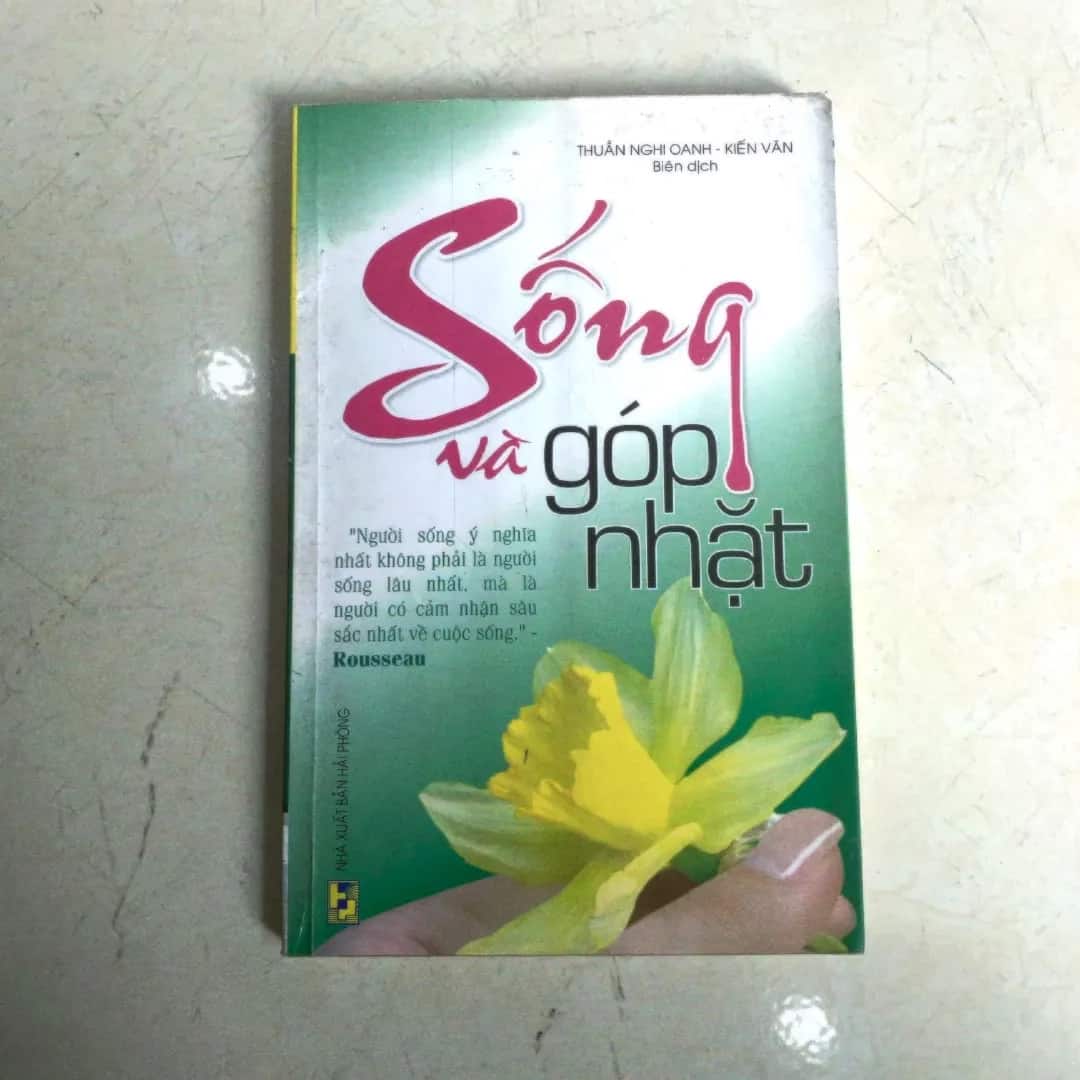 THUẦN NGHI OANH - KIẾN VĂN
Biên dịch
Sống
và góp
nhặt
"Người sống ý nghĩa
nhất không phải là người
sống lâu nhất, mà là
người có cảm nhận sâu
sắc nhất về cuộc sống." -
Rousseau
NHÀ XUẤT BẢN HẢI PHÒNG